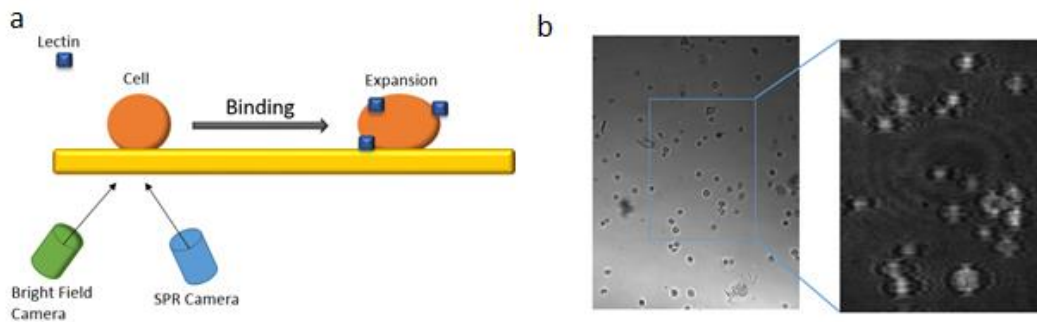 a
Lectin
Cell
Binding
Expansion
Bright Field
Camera
SPR Camera
b